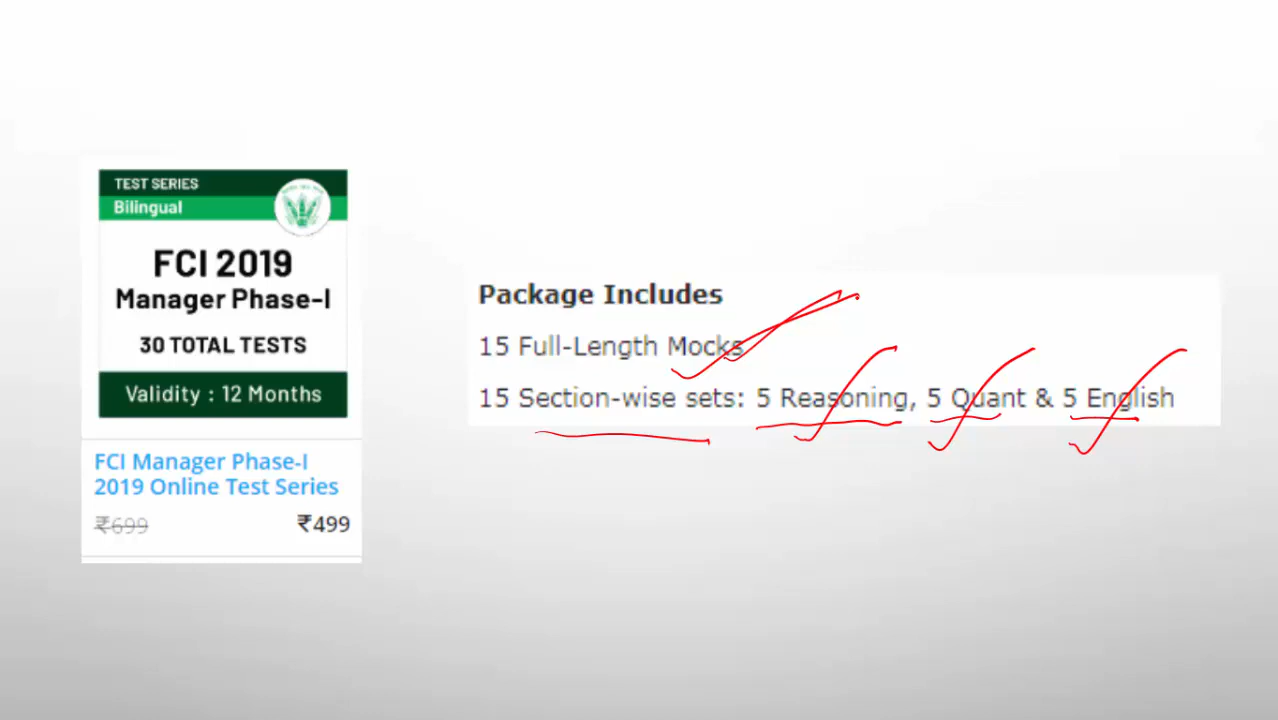 TEST SERIES
Bilingual
FCI 2019
Manager Phase-I
30 TOTAL TESTS
Validity : 12 Months
FCI Manager Phase-I
2019 Online Test Series
₹699 ₹499
Package Includes
15 Full-Length Mocks
15 Section-wise sets: 5 Reasoning, 5 Quant & 5 English